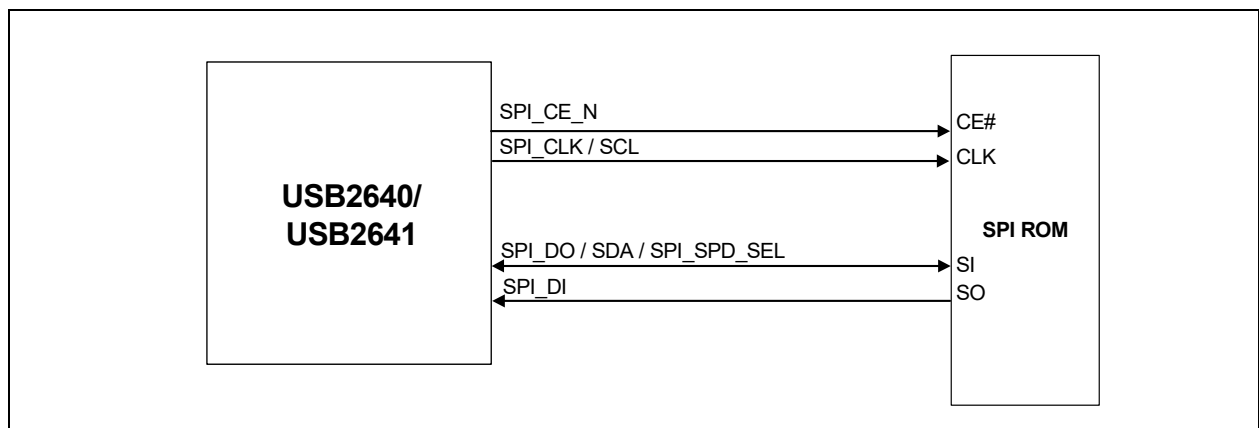 SPI_CE_N
CE#
SPI_CLK / SCL
CLK
USB2640/
USB2641
SPI ROM
SPI_DO / SDA / SPI_SPD_SEL
SI
SPI_DI
SO